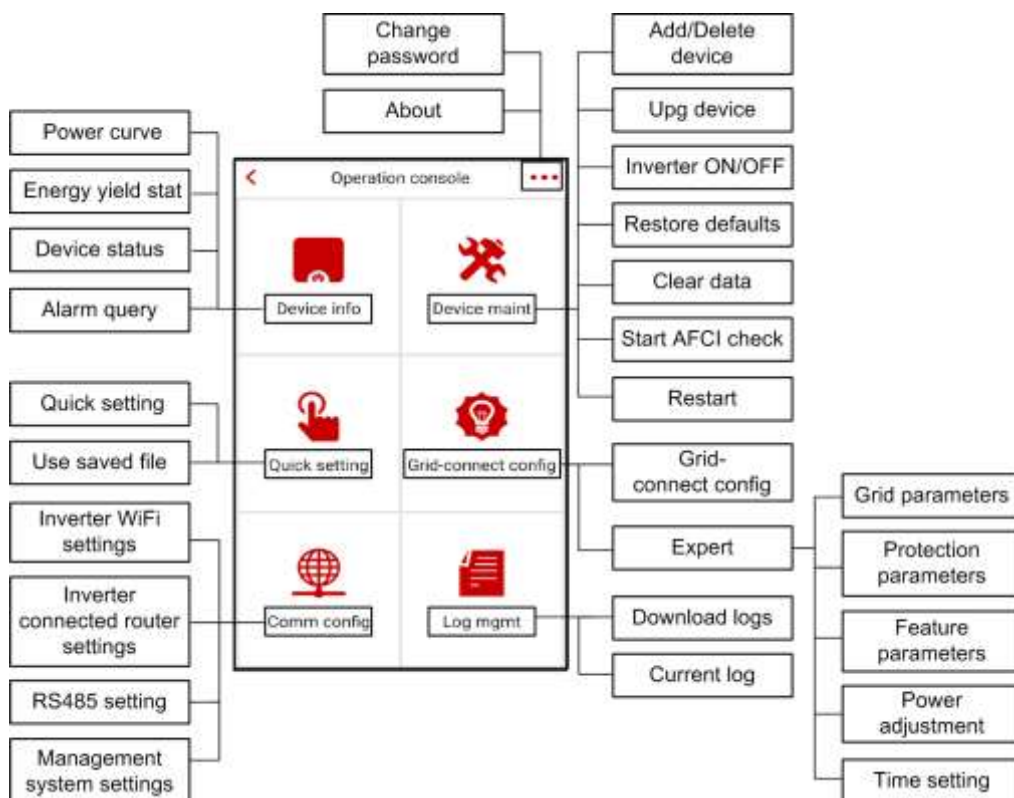 Change
password
About
Add/Delete
device
Upg device
Inverter ON/OFF
Restore defaults
Clear data
Start AFCI check
Restart
Power curve
Energy yield stat
Device status
Alarm query
Operation console
Device info
Device maint
Quick setting
Use saved file
Quick setting
Grid-connect config
Grid-
connect config
Expert
Grid parameters
Protection
parameters
Feature
parameters
Power
adjustment
Time setting
Inverter WiFi
settings
Inverter
connected router
settings
RS485 setting
Management
system settings
Comm config
Log mgmt
Download logs
Current log